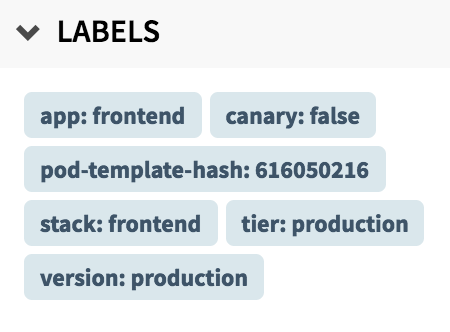 LABELS
app: frontend canary: false
pod-template-hash: 616050216
stack: frontend tier: production
version: production